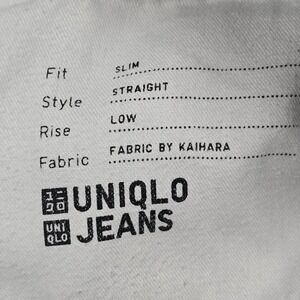 Fit SLIM
Style STRAIGHT
Rise LOW
Fabric FABRIC BY KAIHARA
ユニ
クロ
UNIQLO
UNI
QLO
JEANS